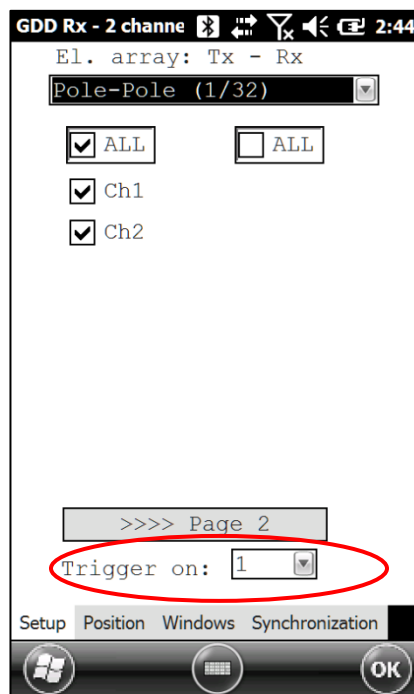 GDD Rx - 2 channe 2:44
El. array: Tx - Rx
Pole-Pole (1/32)
ALL ALL
Ch1
Ch2
>>>> Page 2
Trigger on: 1
Setup Position Windows Synchronization
OK